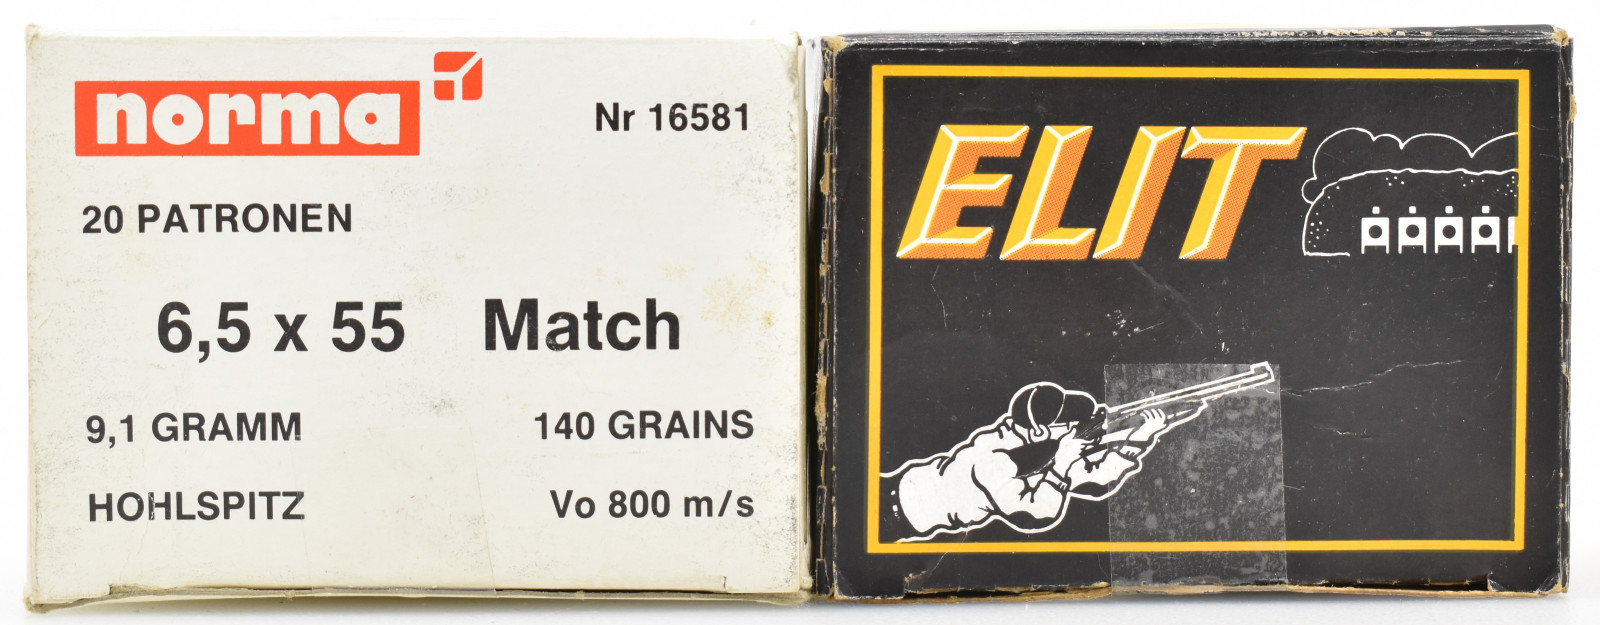 norma
Nr 16581
20 PATRONEN
6,5 x 55 Match
9,1 GRAMM 140 GRAINS
HOHLSPITZ Vo 800 m/s
ELIT